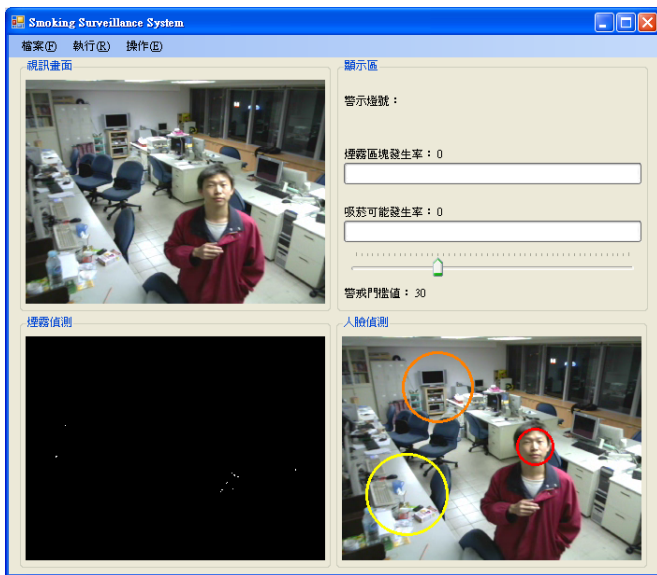 Smoking Surveillance System
檔案(F) 執行(R) 操作(E)
視訊畫面
顯示區
警示燈號：
煙霧區塊發生率：0
吸菸可能發生率：0
警戒門檻值：30
煙霧偵測
人臉偵測